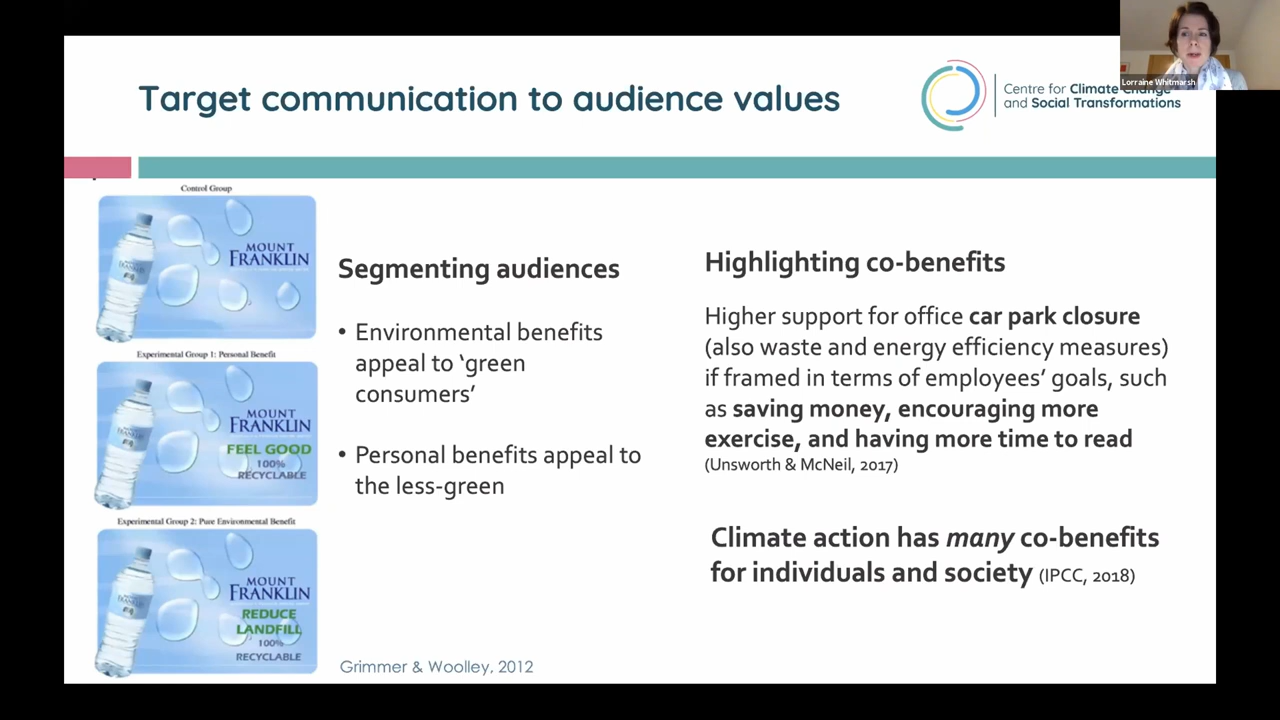 Lorraine Whitmarsh
Target communication to audience values
Centre for Climate Change
and Social Transformations
Control Group
MOUNT
FRANKLIN
Experimental Group 1: Personal Benefit
MOUNT
FRANKLIN
FEEL GOOD
100%
RECYCLABLE
Experimental Group 2: Pure Environmental Benefit
MOUNT
FRANKLIN
REDUCE
LANDFILL
100%
RECYCLABLE
Segmenting audiences
• Environmental benefits
appeal to ‘green
consumers’
• Personal benefits appeal to
the less-green
Grimmer & Woolley, 2012
Highlighting co-benefits
Higher support for office car park closure
(also waste and energy efficiency measures)
if framed in terms of employees’ goals, such
as saving money, encouraging more
exercise, and having more time to read
(Unsworth & McNeil, 2017)
Climate action has many co-benefits
for individuals and society (IPCC, 2018)